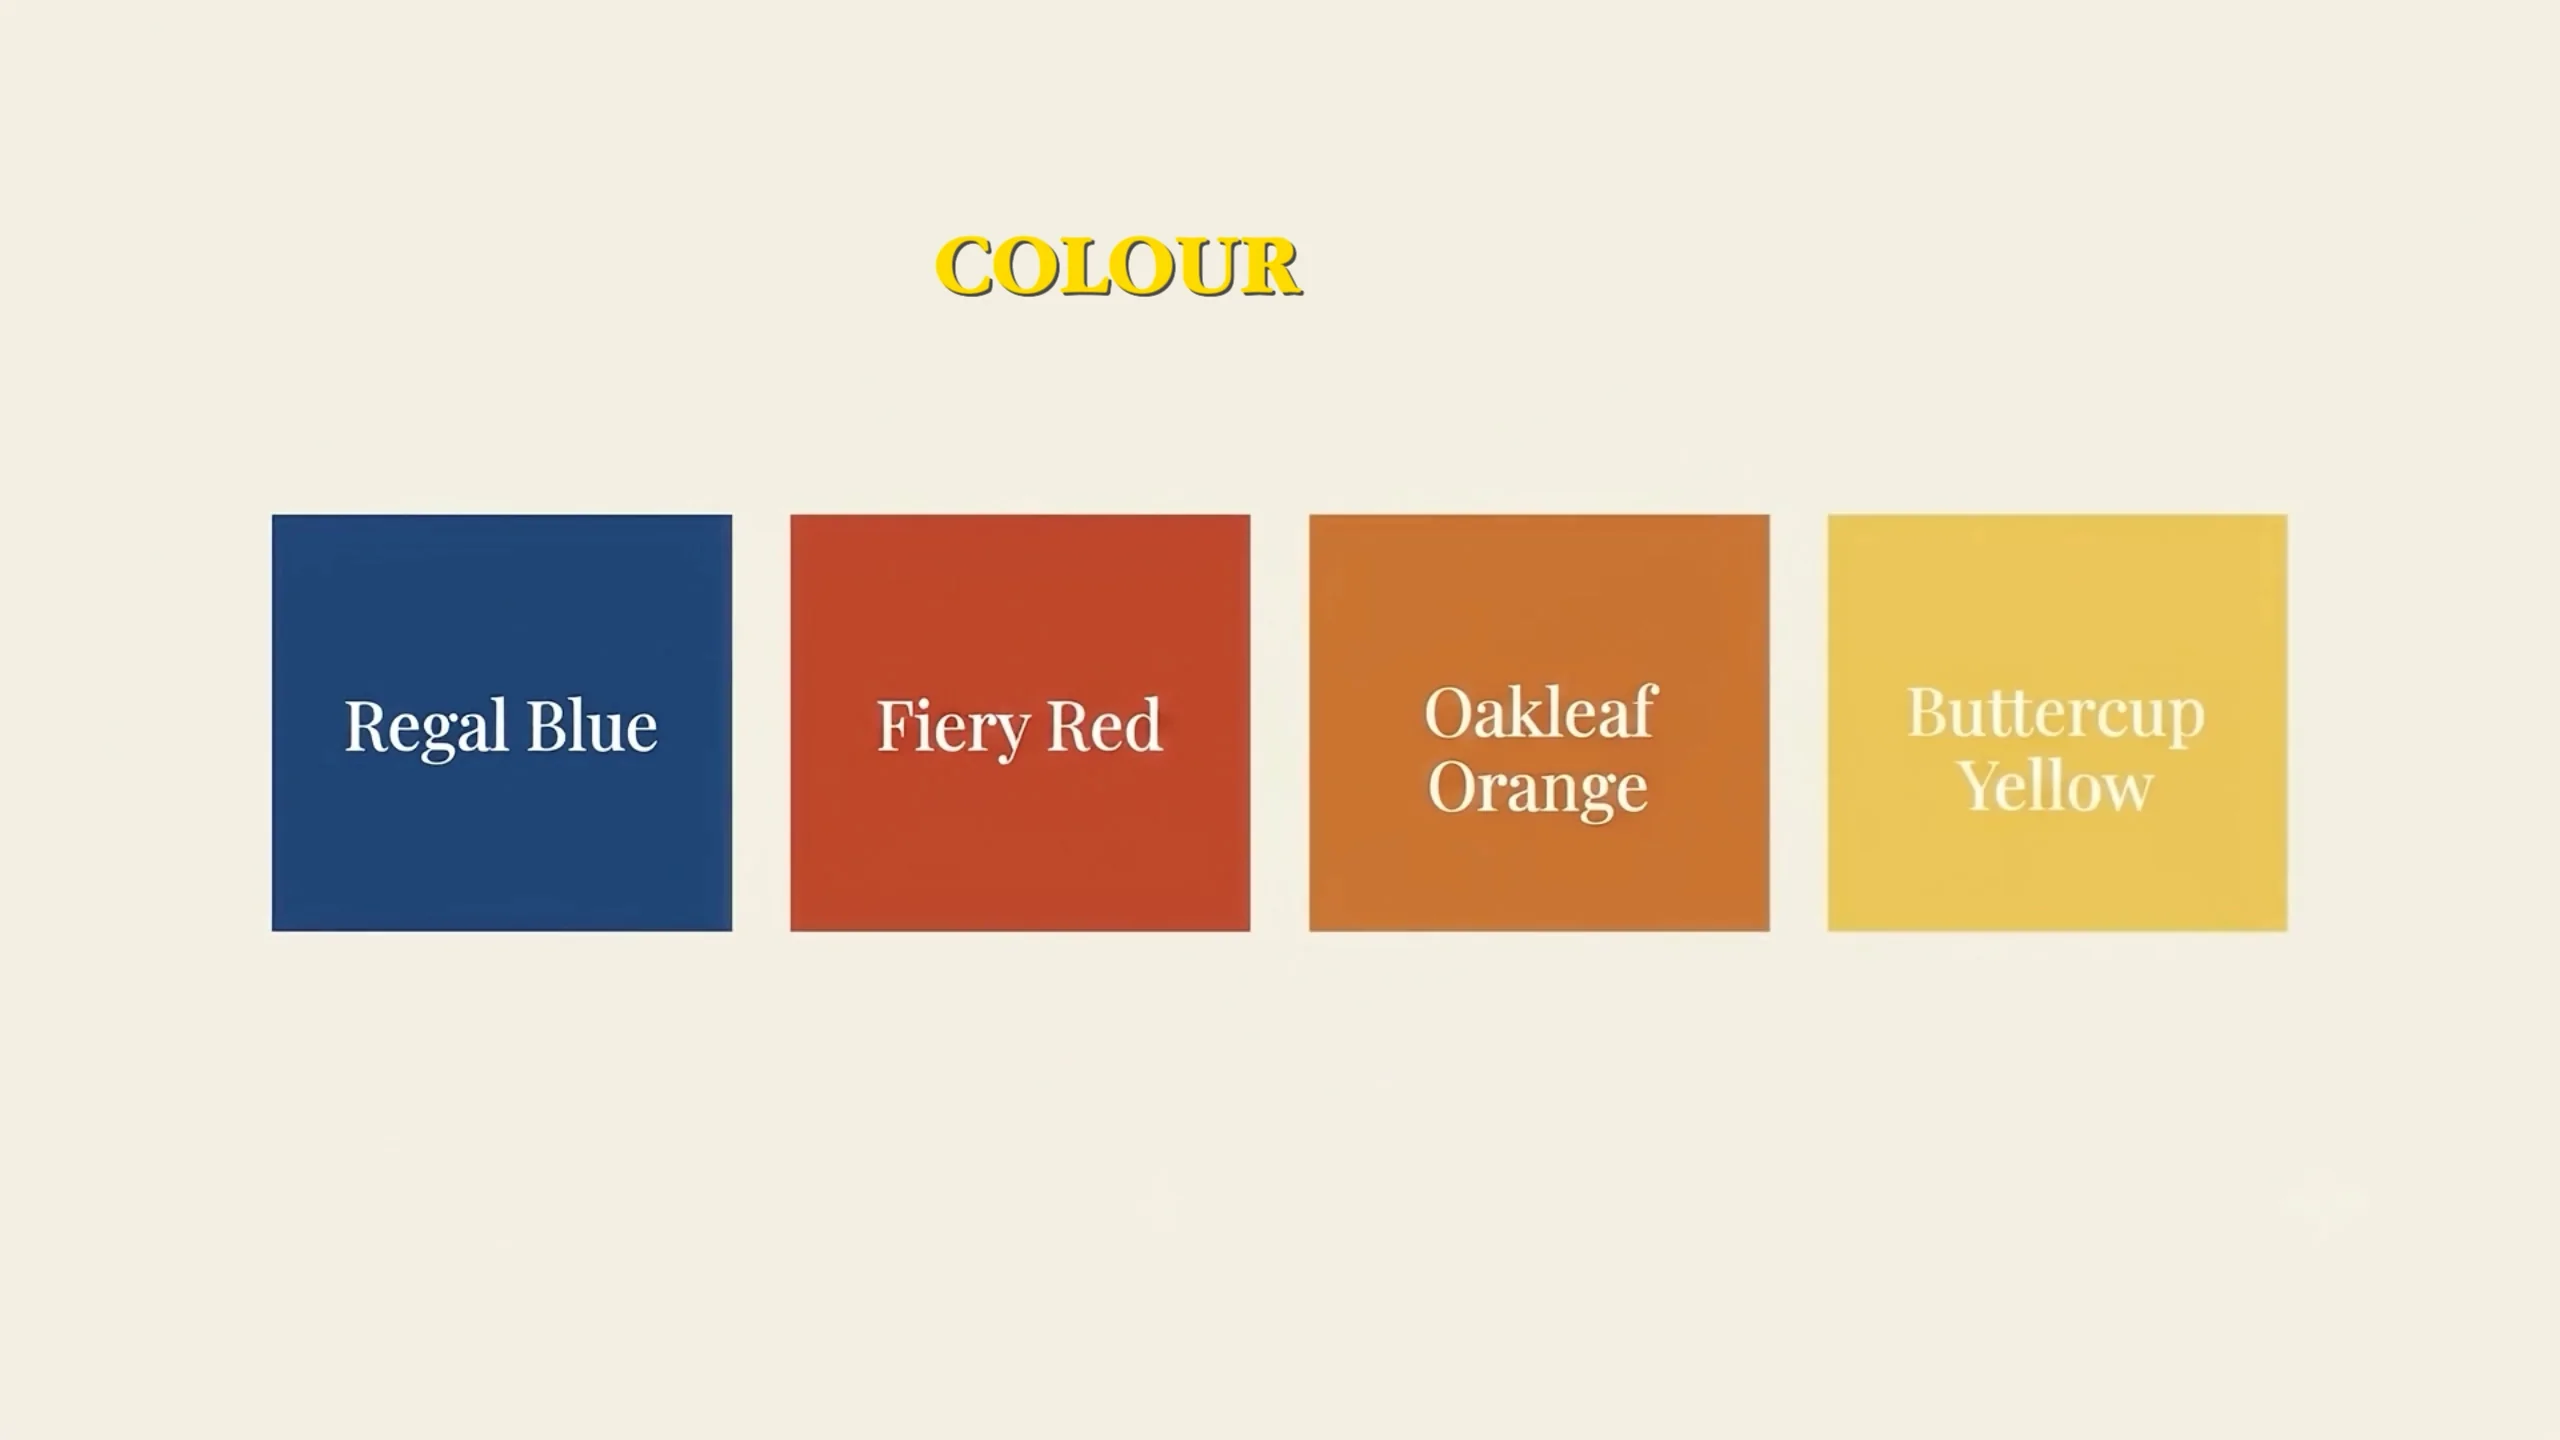 COLOUR
Regal Blue
Fiery Red
Oakleaf
Orange
Buttercup
Yellow